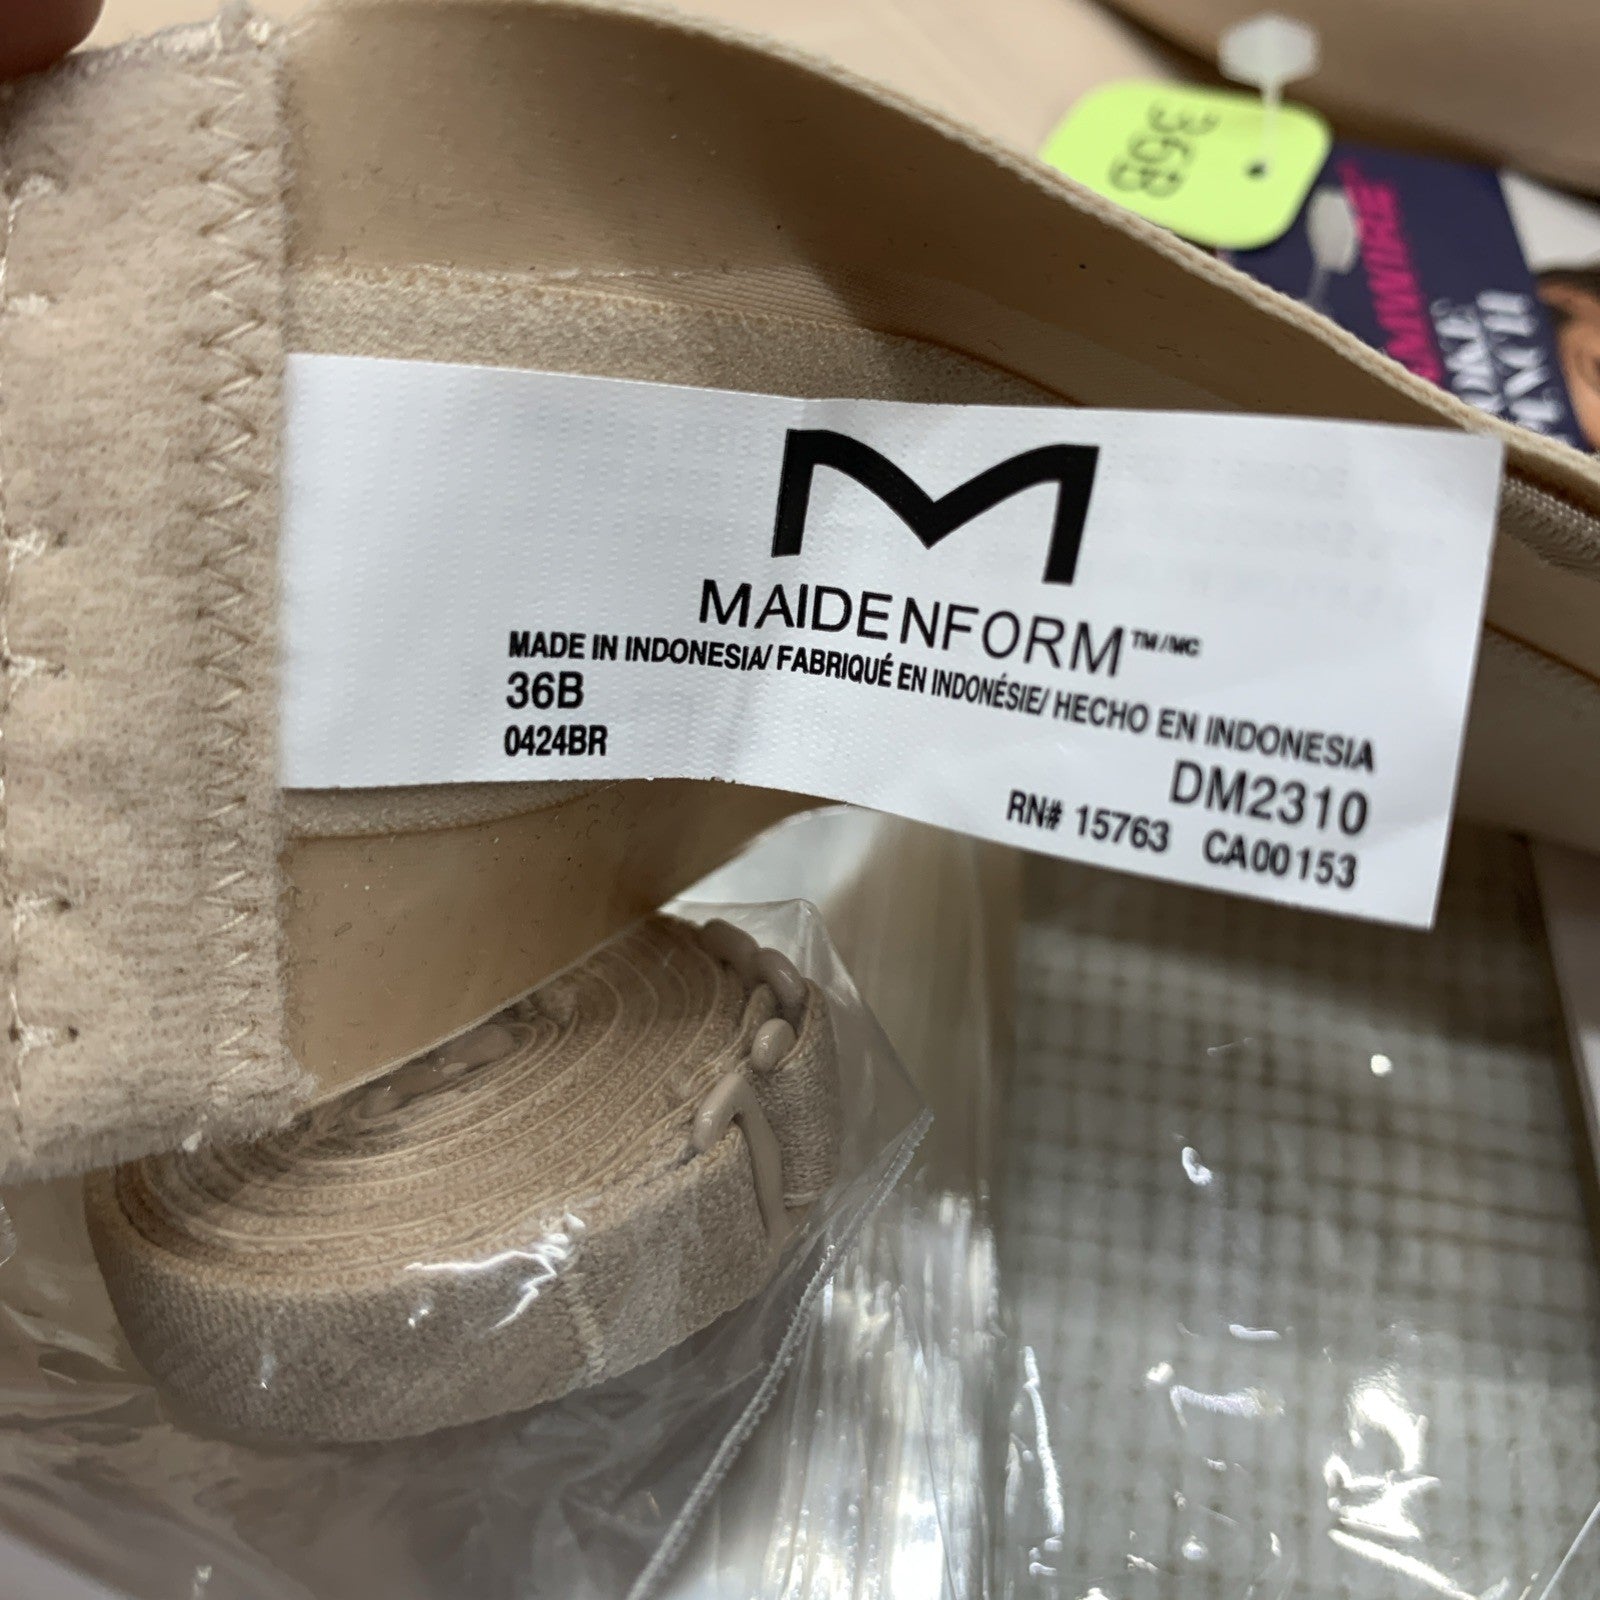 36B
M
MAIDENFORM™/MC
MADE IN INDONESIA/ FABRIQUÉ EN INDONÉSIE/ HECHO EN INDONESIA
36B
0424BR
DM2310
RN# 15763 CA00153